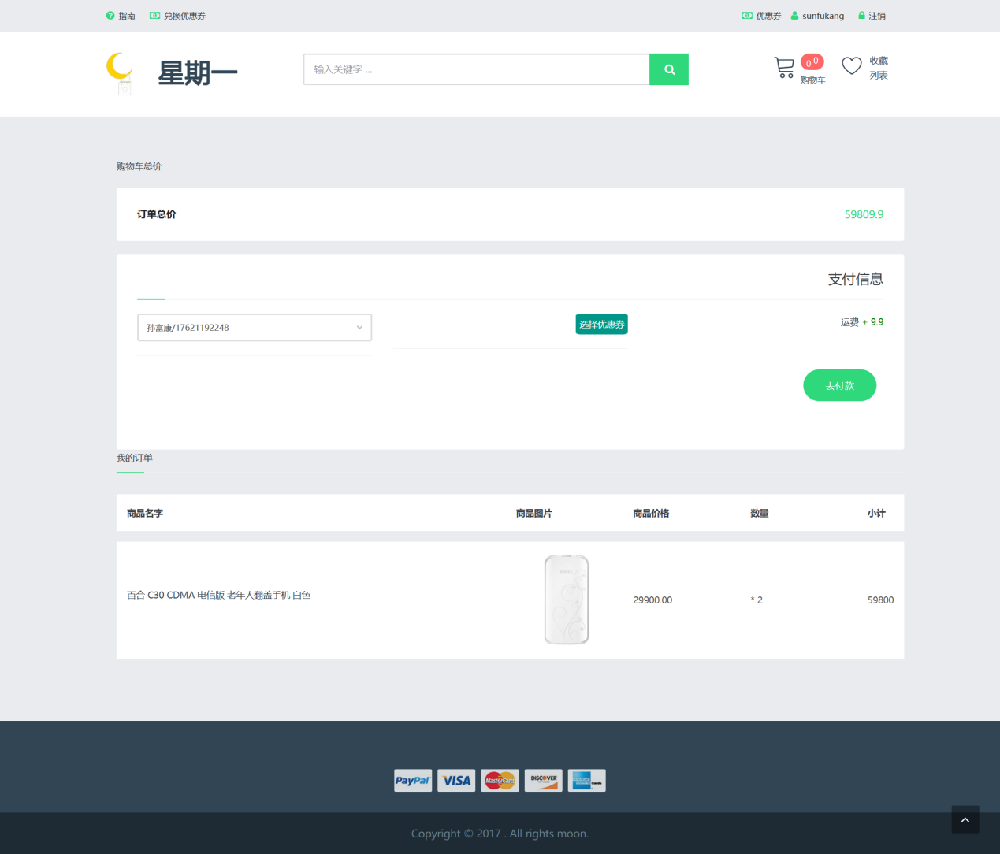 指南 兑换优惠券 优惠券 sunfukang 注销
星期一
输入关键字 ...
0 0
购物车
收藏
列表
购物车总价
订单总价 59809.9
支付信息
孙富康/17621192248 选择优惠券 运费 + 9.9
去付款
我的订单
商品名字 商品图片 商品价格 数量 小计
百合 C30 CDMA 电信版 老年人翻盖手机 白色 29900.00 * 2 59800
PayPal VISA MasterCard DISCOVER
Copyright © 2017 . All rights moon.